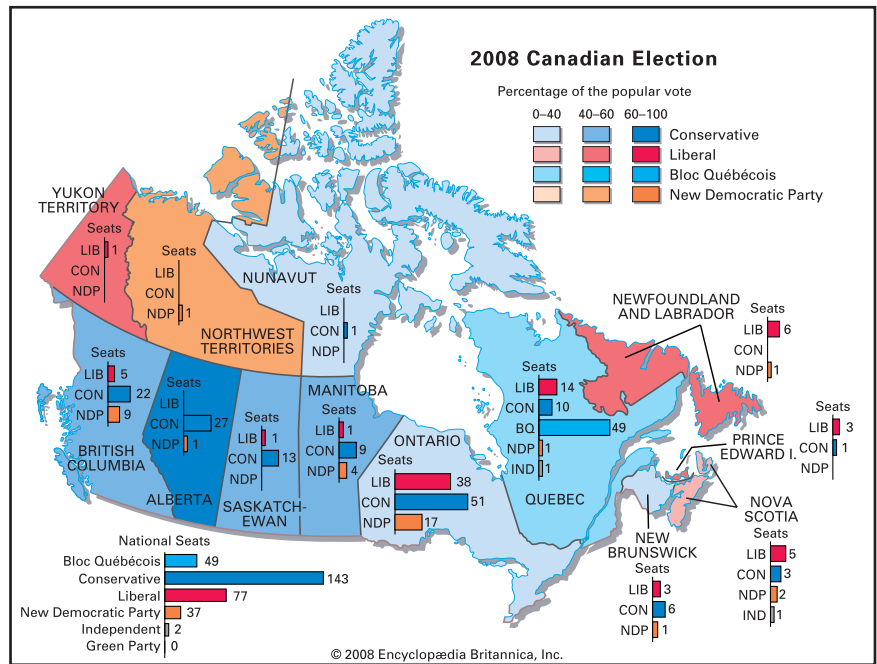 2008 Canadian Election
Percentage of the popular vote
0–40 40–60 60–100
Conservative
Liberal
Bloc Québécois
New Democratic Party
YUKON
TERRITORY
Seats
LIB 1
CON
NDP
Seats
LIB
CON
NDP 1
NORTHWEST
TERRITORIES
NUNAVUT
Seats
LIB
CON 1
NDP
NEWFOUNDLAND
AND LABRADOR
Seats
LIB 6
CON
NDP 1
Seats
LIB 5
CON 22
NDP 9
BRITISH
COLUMBIA
Seats
LIB
CON 27
NDP 1
ALBERTA
Seats
LIB 1
CON 13
NDP
SASKATCH-
EWAN
MANITOBA
Seats
LIB 1
CON 9
NDP 4
ONTARIO
Seats
LIB 38
CON 51
NDP 17
Seats
LIB 14
CON 10
BQ 49
NDP 1
IND 1
QUEBEC
PRINCE
EDWARD I.
Seats
LIB 3
CON 1
NDP
NOVA
SCOTIA
Seats
LIB 5
CON 3
NDP 2
IND 1
NEW
BRUNSWICK
Seats
LIB 3
CON 6
NDP 1
National Seats
Bloc Québécois 49
Conservative 143
Liberal 77
New Democratic Party 37
Independent 2
Green Party 0
© 2008 Encyclopædia Britannica, Inc.